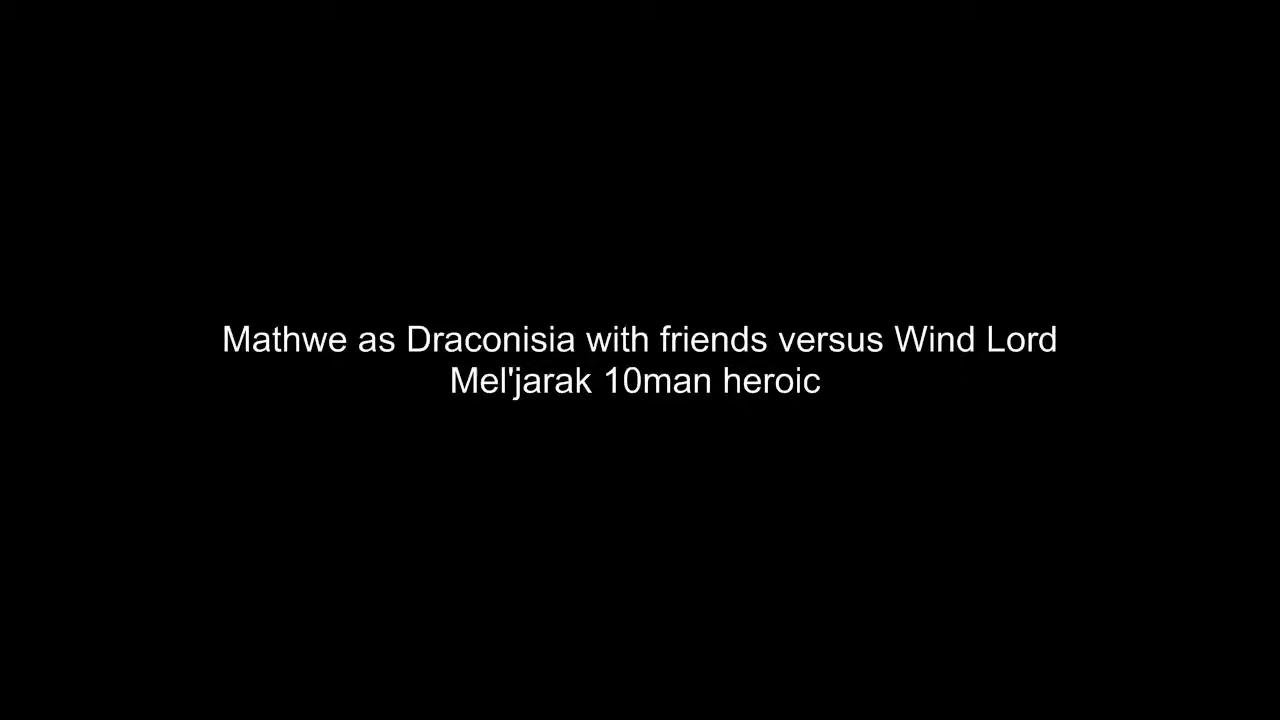 Mathwe as Draconisia with friends versus Wind Lord
Mel'jarak 10man heroic